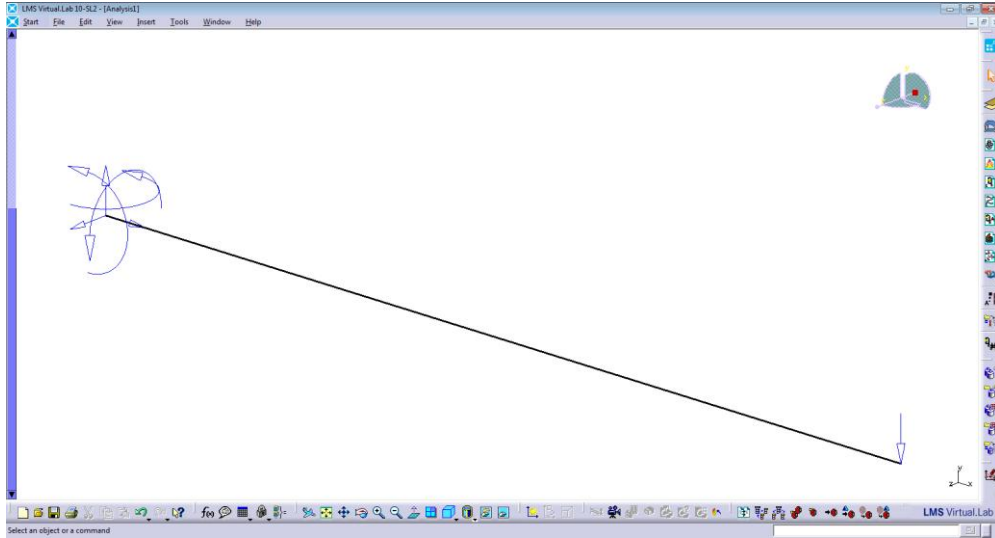 LMS Virtual.Lab 10-SL2 - [Analysis1]
Start File Edit View Insert Tools Window Help
y
z x
LMS Virtual.Lab
Select an object or a command